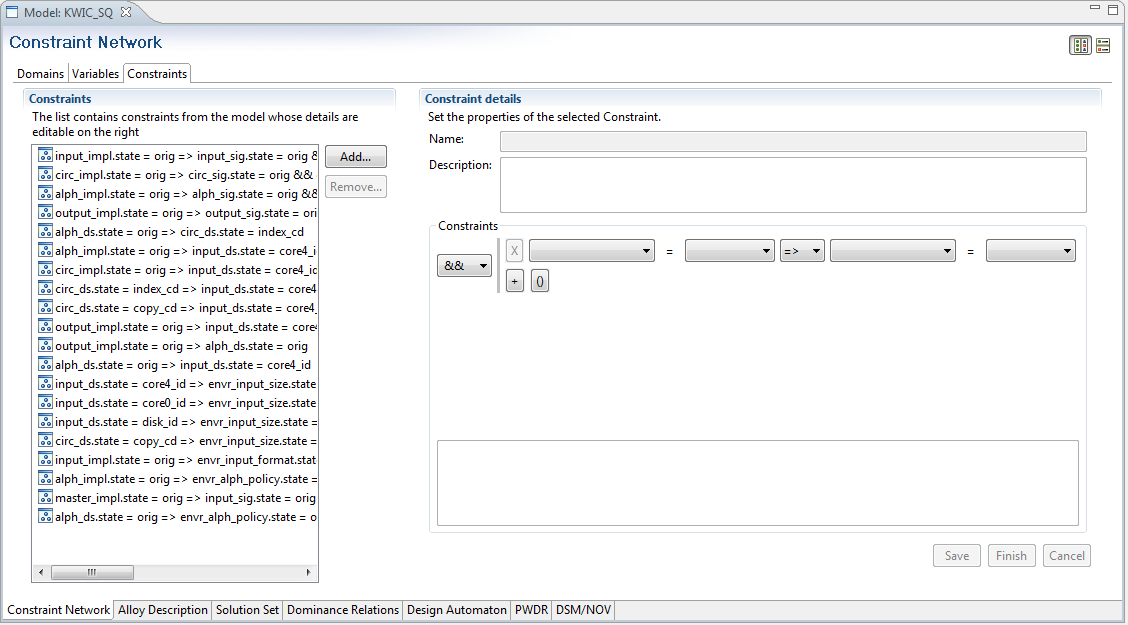 Model: KWIC_SQ
Constraint Network
Domains Variables Constraints
Constraints
The list contains constraints from the model whose details are
editable on the right
input_impl.state = orig => input_sig.state = orig &
circ_impl.state = orig => circ_sig.state = orig &&
alph_impl.state = orig => alph_sig.state = orig &&
output_impl.state = orig => output_sig.state = ori
alph_ds.state = orig => circ_ds.state = index_cd
alph_impl.state = orig => input_ds.state = core4_i
circ_impl.state = orig => input_ds.state = core4_id
circ_ds.state = index_cd => input_ds.state = core4
circ_ds.state = copy_cd => input_ds.state = core4_
output_impl.state = orig => input_ds.state = core4
output_impl.state = orig => alph_ds.state = orig
alph_ds.state = orig => input_ds.state = core4_id
input_ds.state = core4_id => envr_input_size.state
input_ds.state = core0_id => envr_input_size.state
input_ds.state = disk_id => envr_input_size.state =
circ_ds.state = copy_cd => envr_input_size.state =
input_impl.state = orig => envr_input_format.stat
alph_impl.state = orig => envr_alph_policy.state =
master_impl.state = orig => input_sig.state = orig
alph_ds.state = orig => envr_alph_policy.state = o
Add...
Remove...
Constraint details
Set the properties of the selected Constraint.
Name:
Description:
Constraints
&& X = => =
+ ()
Save Finish Cancel
Constraint Network Alloy Description Solution Set Dominance Relations Design Automaton PWDR DSM/NOV